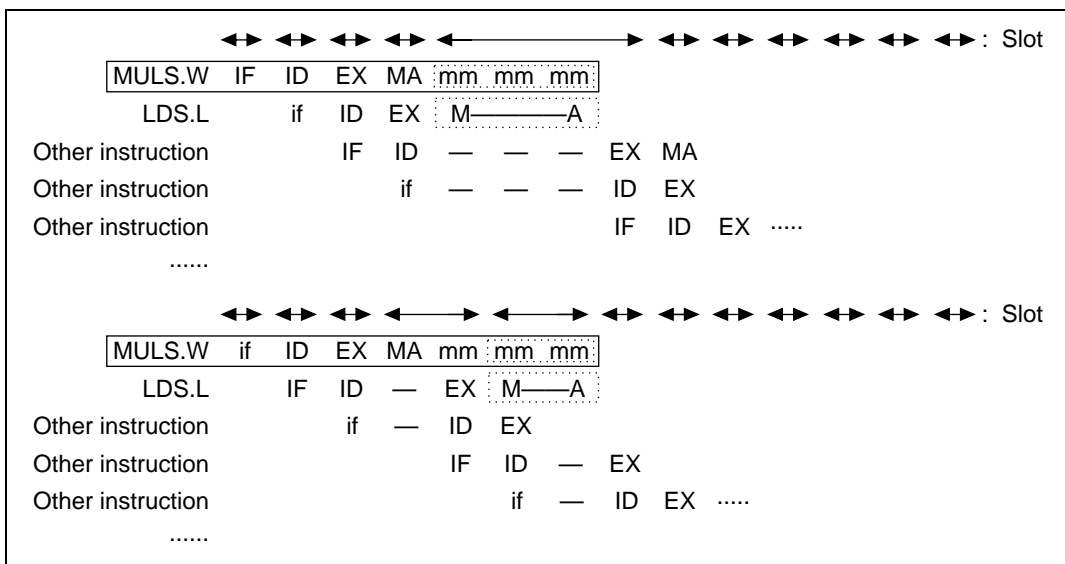 : Slot
MULS.W IF ID EX MA mm mm mm
LDS.L if ID EX M————A
Other instruction IF ID — — — EX MA
Other instruction if — — — ID EX
Other instruction IF ID EX ·····
······
: Slot
MULS.W if ID EX MA mm mm mm
LDS.L IF ID — EX M——A
Other instruction if — ID EX
Other instruction IF ID — EX
Other instruction if — ID EX ·····
······